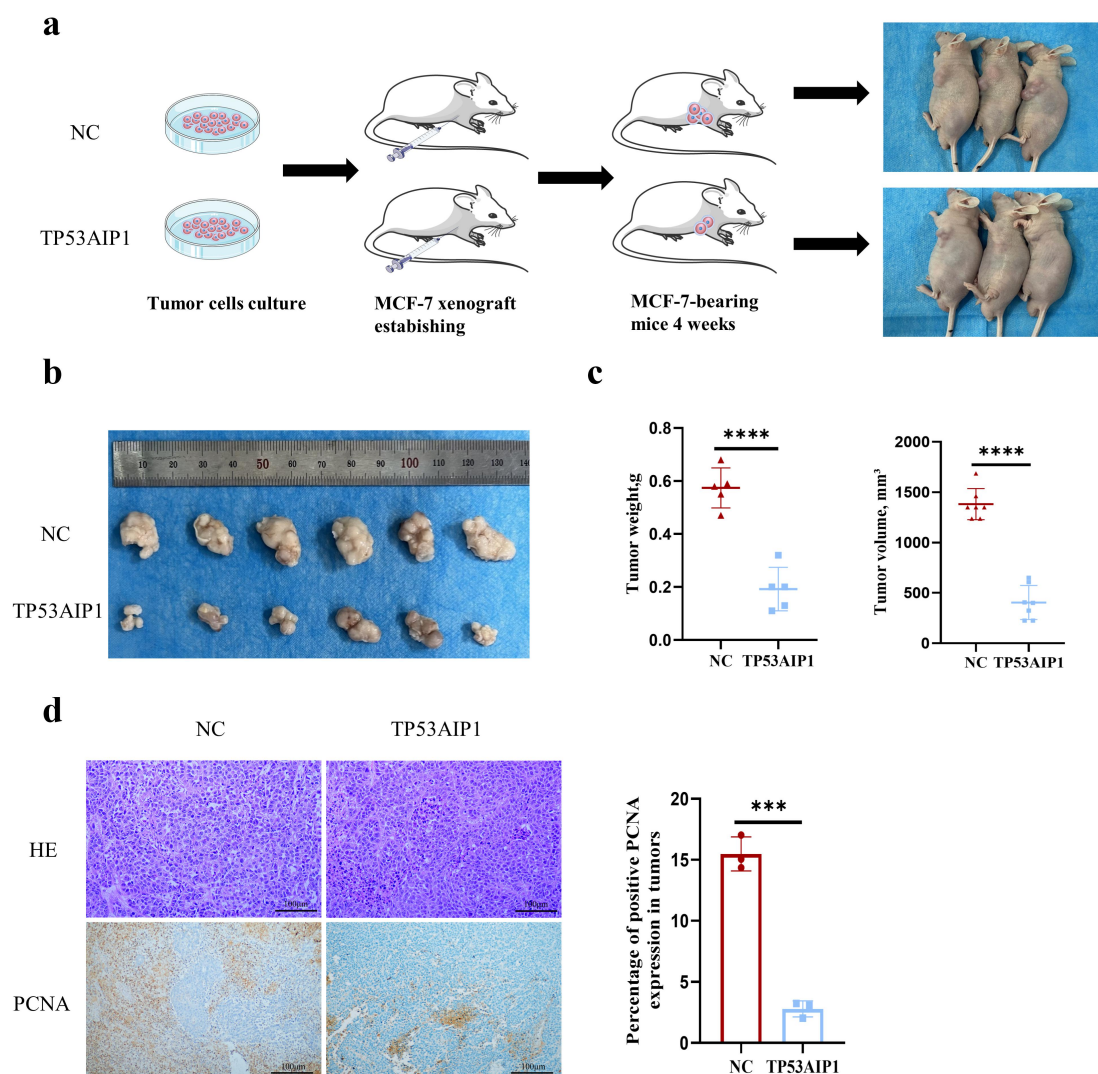 a
NC
TP53AIP1
Tumor cells culture
MCF-7 xenograft
estabishing
MCF-7-bearing
mice 4 weeks
b
10 20 30 40 50 60 70 80 90 100 110 120 130 140
NC
TP53AIP1
c
Tumor weight,g
0.8
0.6
0.4
0.2
0.0
****
NC TP53AIP1
Tumor volume, mm³
2000
1500
1000
500
0
****
NC TP53AIP1
d
NC TP53AIP1
HE
100μm
100μm
PCNA
100μm
100μm
Percentage of positive PCNA
expression in tumors
20
15
10
5
0
***
NC TP53AIP1